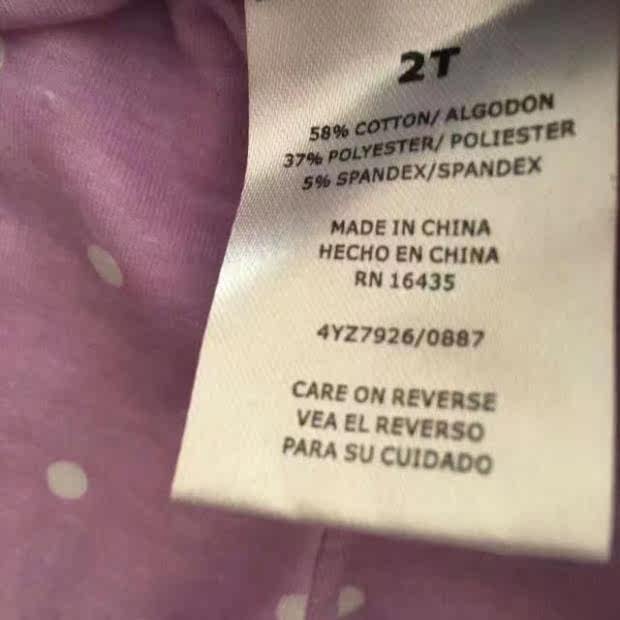 2T
58% COTTON/ ALGODON
37% POLYESTER/ POLIESTER
5% SPANDEX/SPANDEX
MADE IN CHINA
HECHO EN CHINA
RN 16435
4YZ7926/0887
CARE ON REVERSE
VEA EL REVERSO
PARA SU CUIDADO